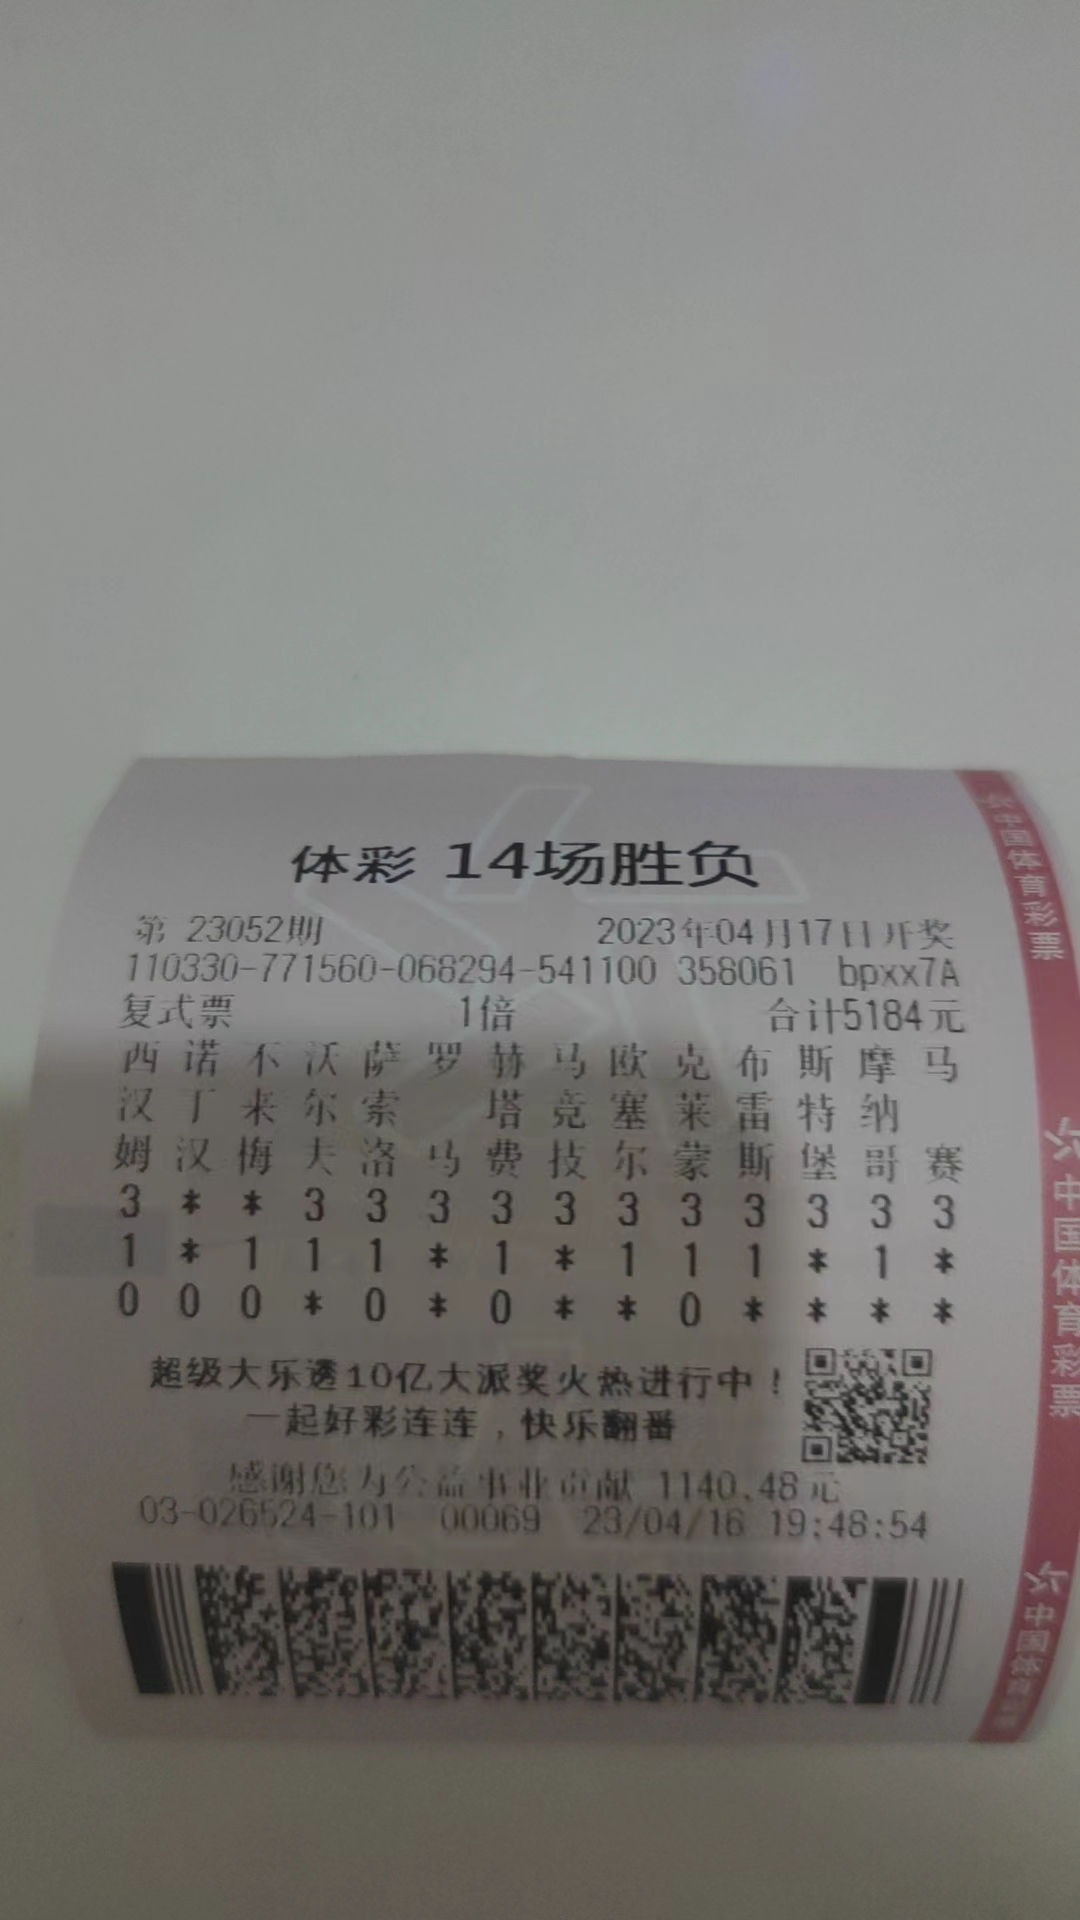 体彩 14场胜负
第 23052期 2023年04月17日开奖
110330-771560-068294-541100 358061 bpxx7A
复式票 1倍 合计5184元
西 诺 不 沃 萨 罗 赫 马 欧 克 布 斯 摩 马
汉 丁 来 尔 索 塔 竞 塞 莱 雷 特 纳
姆 汉 梅 夫 洛 马 费 技 尔 蒙 斯 堡 哥 赛
3 * * 3 3 3 3 3 3 3 3 3 3 3
1 * 1 1 1 * 1 * 1 1 1 * 1 *
0 0 0 * 0 * 0 * * 0 * * * *
超级大乐透10亿大派奖火热进行中！
一起好彩连连，快乐翻番
感谢您为公益事业贡献 1140.48元
03-026524-101 00069 23/04/16 19:48:54
中国体育彩票
中国体育彩票
中国体育彩票